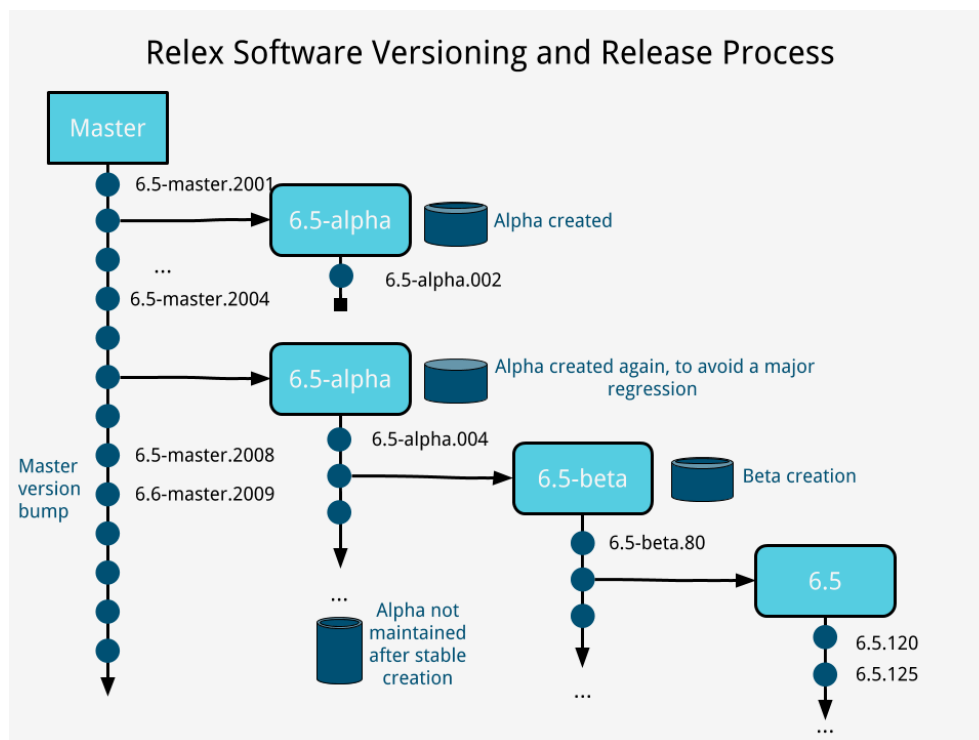 Relex Software Versioning and Release Process
Master
6.5-master.2001
6.5-alpha
Alpha created
...
6.5-alpha.002
6.5-master.2004
6.5-alpha
Alpha created again, to avoid a major
regression
6.5-alpha.004
Master
version
bump
6.5-master.2008
6.6-master.2009
6.5-beta
Beta creation
6.5-beta.80
6.5
...
Alpha not
maintained
after stable
creation
6.5.120
6.5.125
...
...